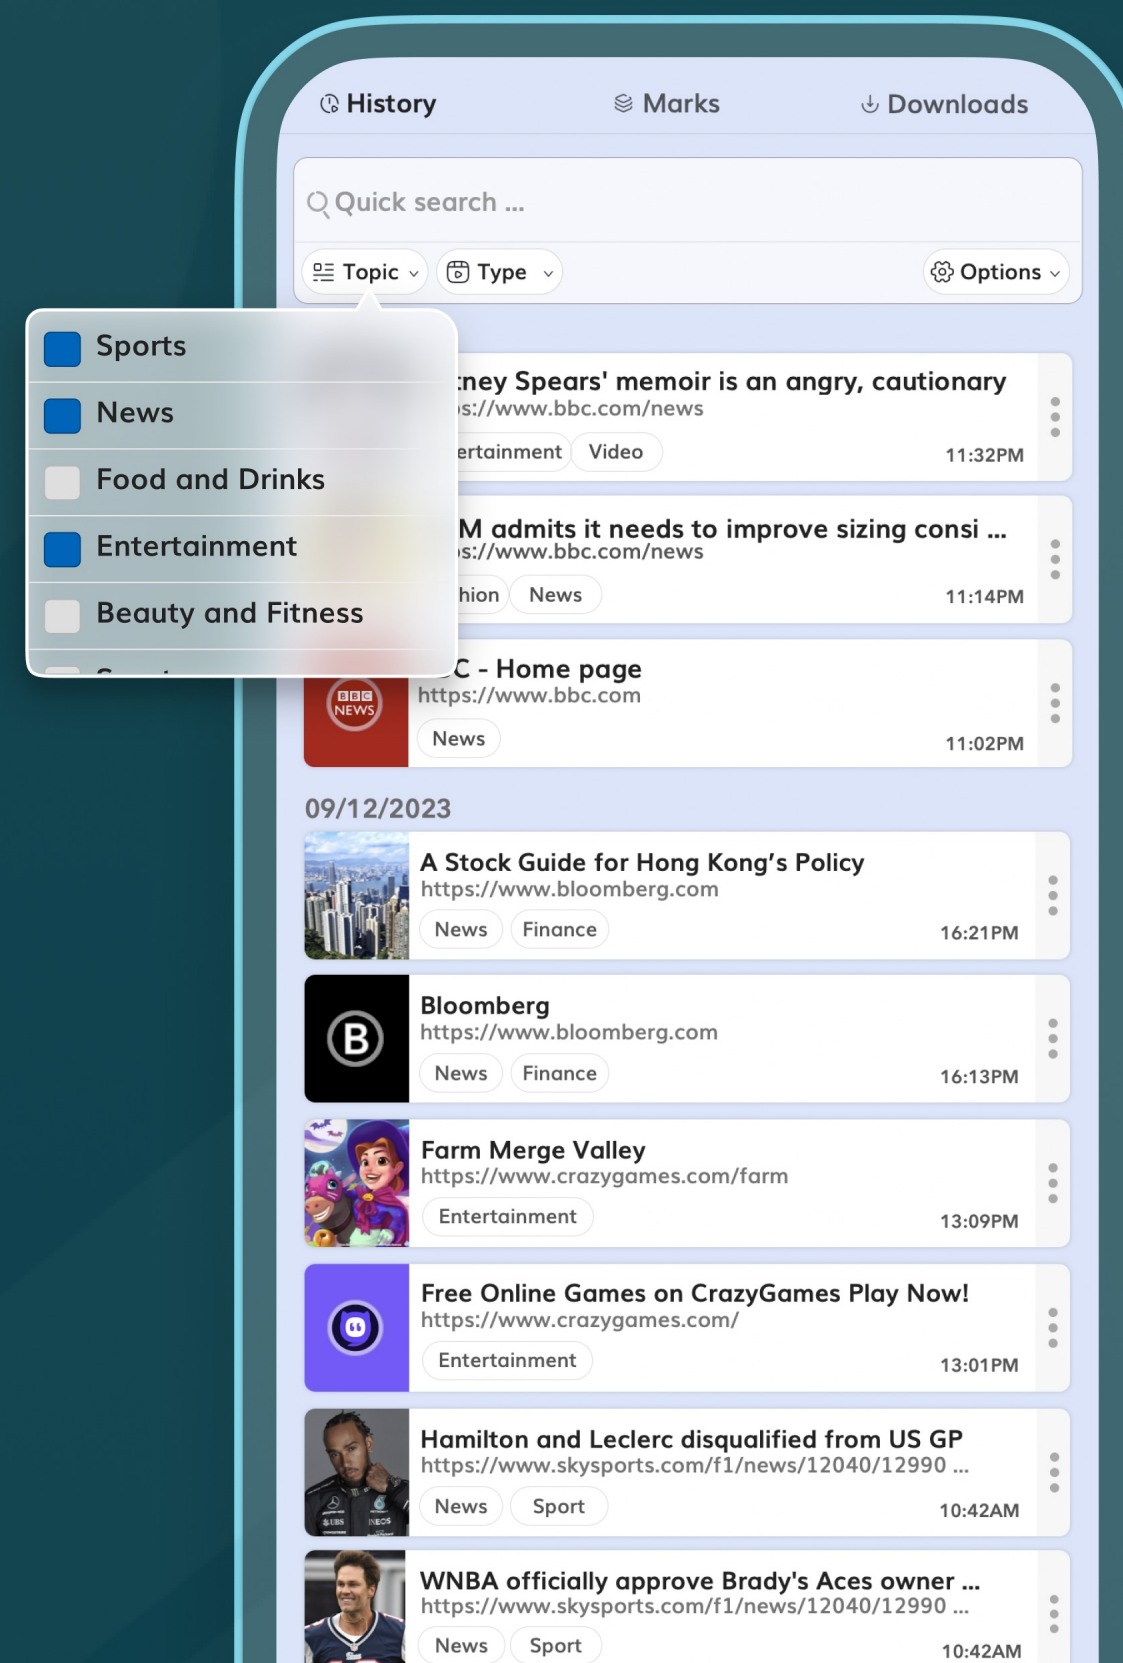 History
Marks
Downloads
Quick search ...
Topic
Type
Options
Sports
News
Food and Drinks
Entertainment
Beauty and Fitness
Spears' memoir is an angry, cautionary
://www.bbc.com/news
Video
11:32PM
admits it needs to improve sizing consi ...
://www.bbc.com/news
News
11:14PM
- Home page
https://www.bbc.com
BBC
NEWS
News
11:02PM
09/12/2023
A Stock Guide for Hong Kong’s Policy
https://www.bloomberg.com
News
Finance
16:21PM
B
Bloomberg
https://www.bloomberg.com
News
Finance
16:13PM
Farm Merge Valley
https://www.crazygames.com/farm
Entertainment
13:09PM
Free Online Games on CrazyGames Play Now!
https://www.crazygames.com/
Entertainment
13:01PM
Hamilton and Leclerc disqualified from US GP
https://www.skysports.com/f1/news/12040/12990 ...
UBS
INEOS
News
Sport
10:42AM
WNBA officially approve Brady's Aces owner ...
https://www.skysports.com/f1/news/12040/12990 ...
News
Sport
10:42AM